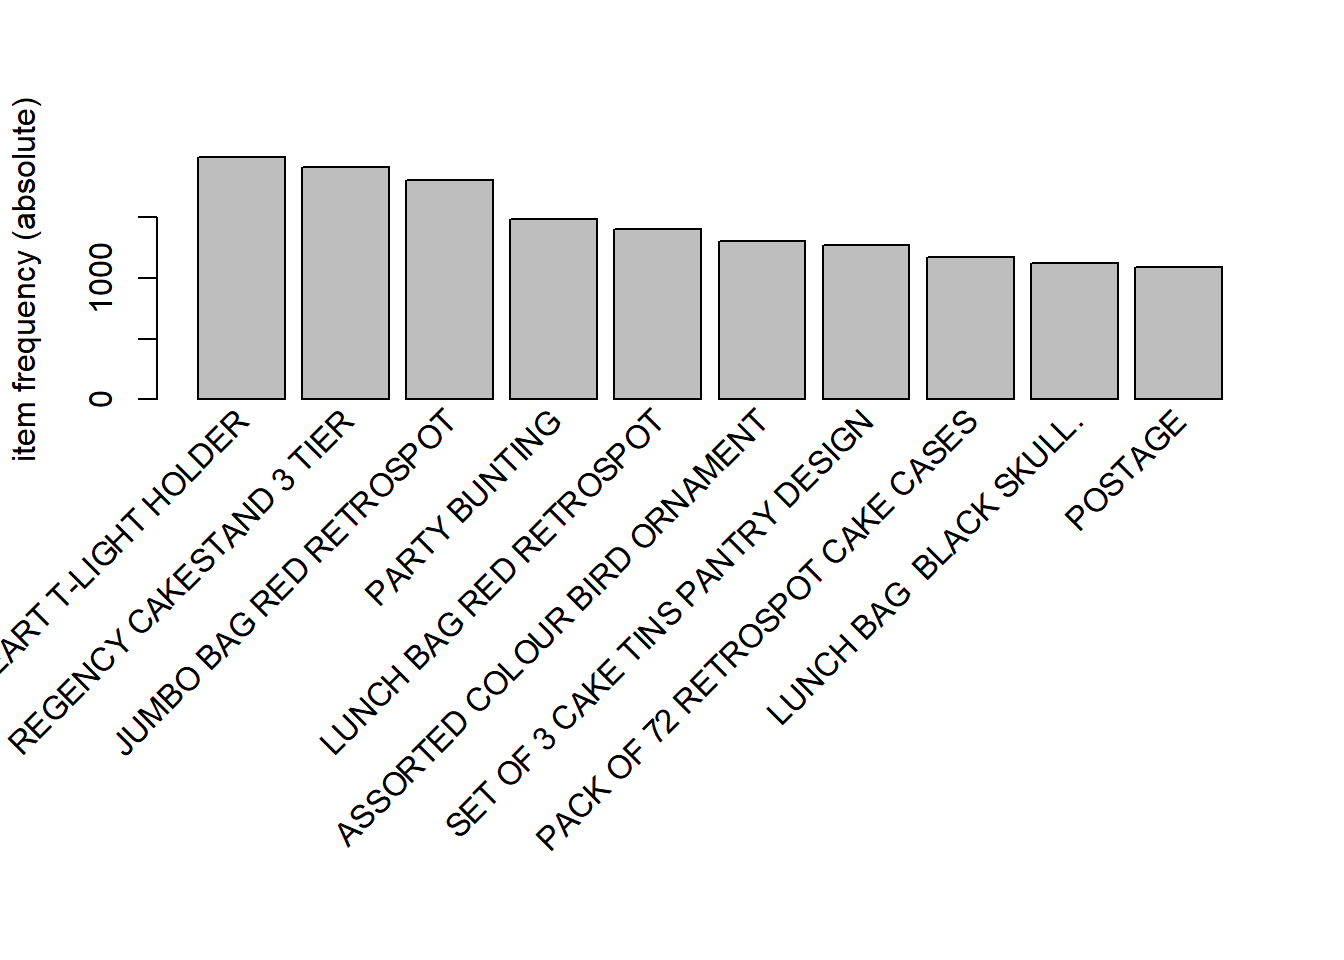 item frequency (absolute)
1000
0
T-LIGHT HOLDER
REGENCY CAKESTAND 3 TIER
JUMBO BAG RED RETROSPOT
PARTY BUNTING
LUNCH BAG RED RETROSPOT
ASSORTED COLOUR BIRD ORNAMENT
SET OF 3 CAKE TINS PANTRY DESIGN
PACK OF 72 RETROSPOT CAKE CASES
LUNCH BAG  BLACK SKULL.
POSTAGE